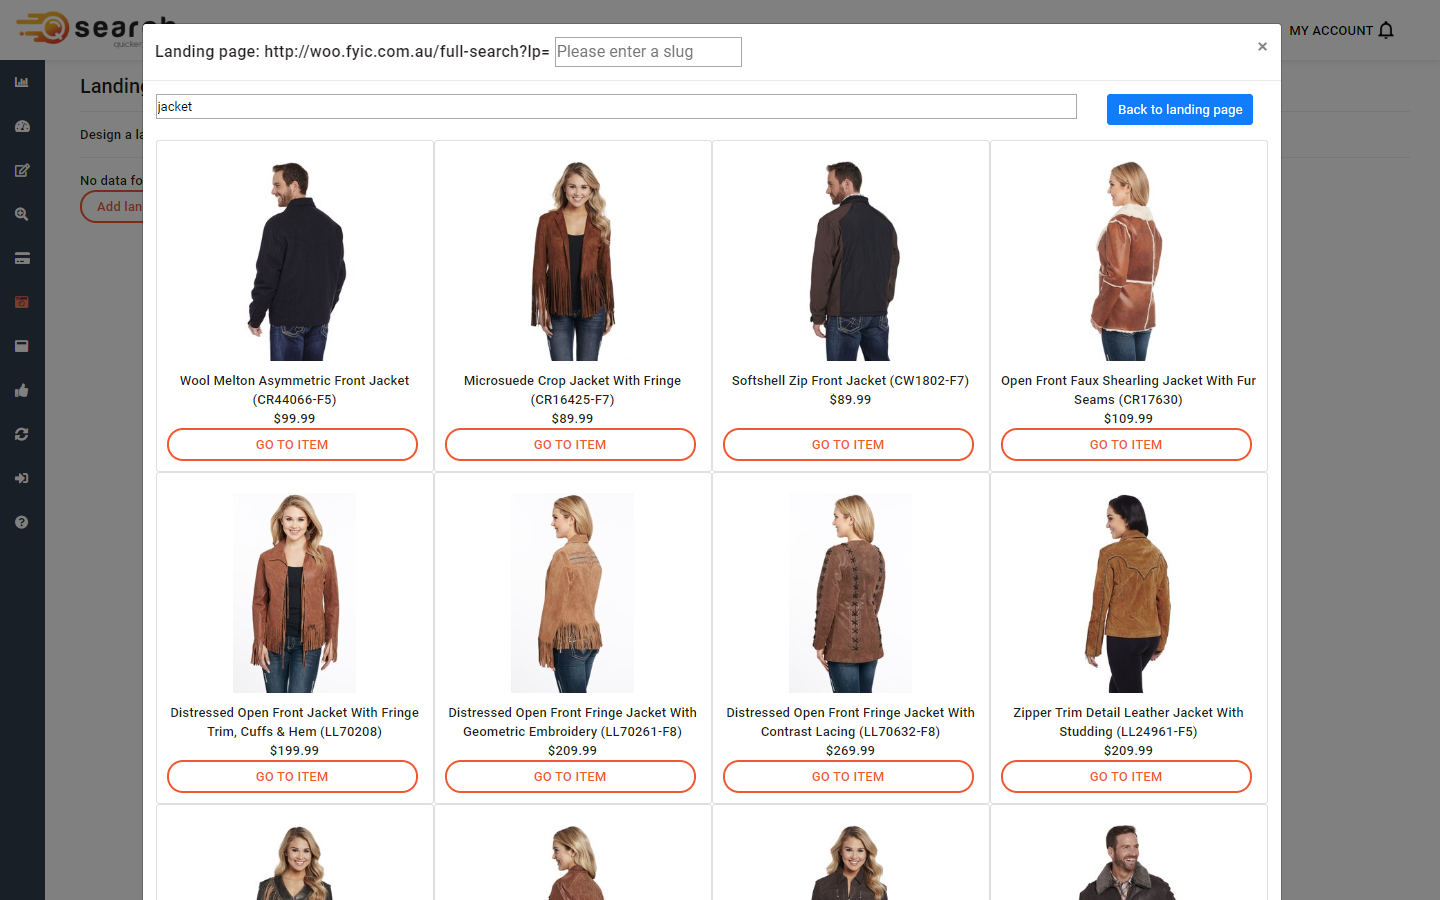 search
quicker
MY ACCOUNT
Landing page: http://woo.fyic.com.au/full-search?lp=
Please enter a slug
×
Landin
jacket
Back to landing page
Design a la
No data fo
Add lan
Wool Melton Asymmetric Front Jacket
(CR44066-F5)
$99.99
GO TO ITEM
Microsuede Crop Jacket With Fringe
(CR16425-F7)
$89.99
GO TO ITEM
Softshell Zip Front Jacket (CW1802-F7)
$89.99
GO TO ITEM
Open Front Faux Shearling Jacket With Fur
Seams (CR17630)
$109.99
GO TO ITEM
Distressed Open Front Jacket With Fringe
Trim, Cuffs & Hem (LL70208)
$199.99
GO TO ITEM
Distressed Open Front Fringe Jacket With
Geometric Embroidery (LL70261-F8)
$209.99
GO TO ITEM
Distressed Open Front Fringe Jacket With
Contrast Lacing (LL70632-F8)
$269.99
GO TO ITEM
Zipper Trim Detail Leather Jacket With
Studding (LL24961-F5)
$209.99
GO TO ITEM